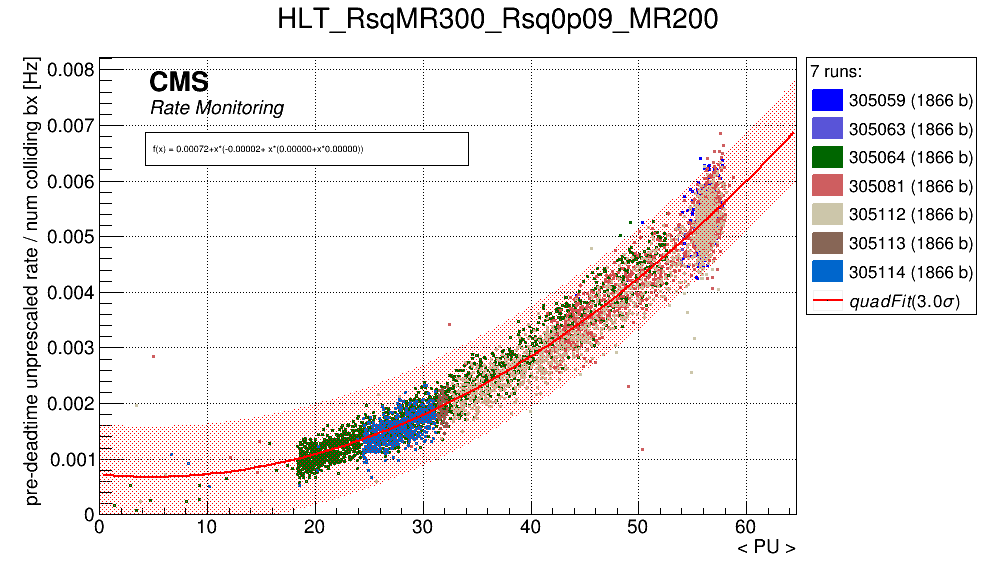 HLT_RsqMR300_Rsq0p09_MR200
pre-deadtime unprescaled rate / num colliding bx [Hz]
0.008
0.007
0.006
0.005
0.004
0.003
0.002
0.001
0
CMS
Rate Monitoring
f(x) = 0.00072+x*(-0.00002+ x*(0.00000+x*0.00000))
0 10 20 30 40 50 60
< PU >
7 runs:
305059 (1866 b)
305063 (1866 b)
305064 (1866 b)
305081 (1866 b)
305112 (1866 b)
305113 (1866 b)
305114 (1866 b)
quadFit(3.0σ)